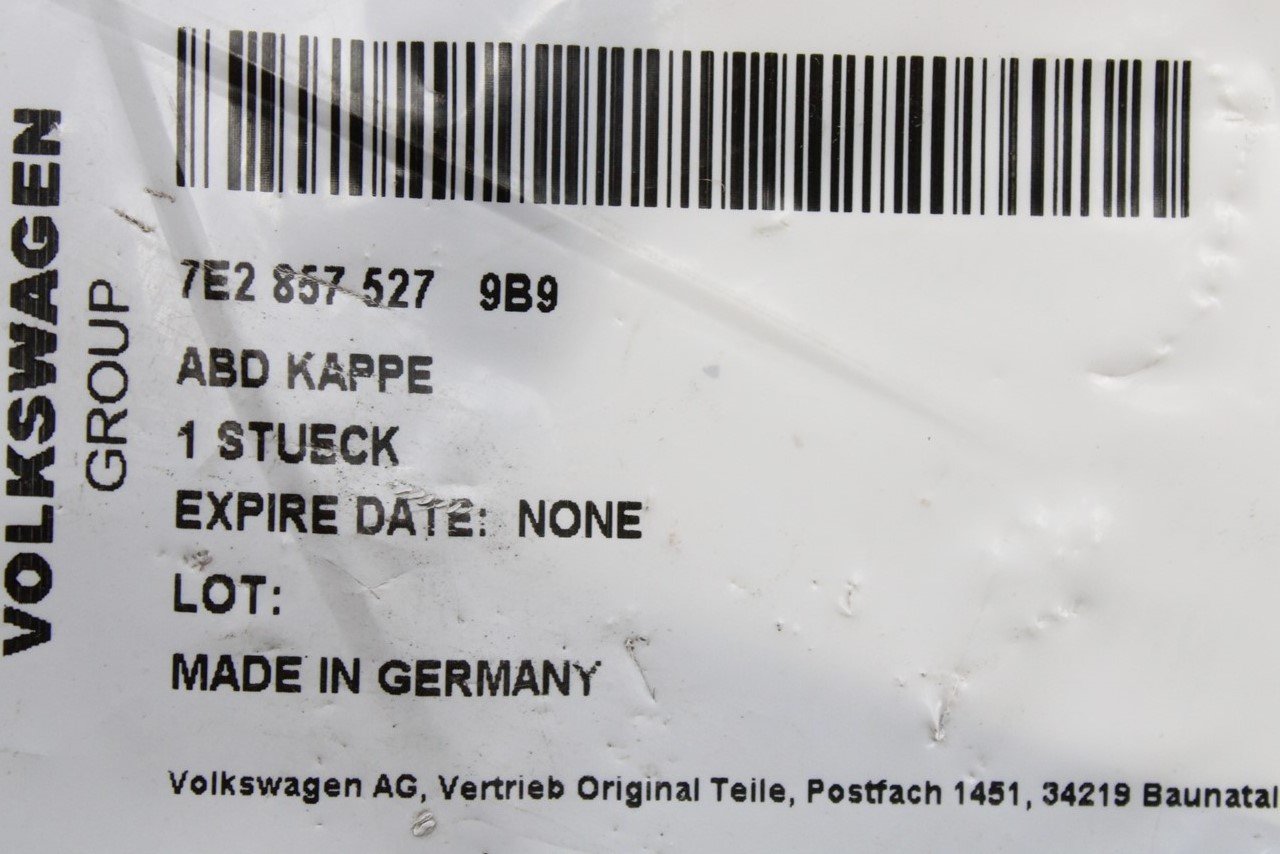 VOLKSWAGEN
GROUP
7E2 857 527 9B9
ABD KAPPE
1 STUECK
EXPIRE DATE: NONE
LOT:
MADE IN GERMANY
Volkswagen AG, Vertrieb Original Teile, Postfach 1451, 34219 Baunatal